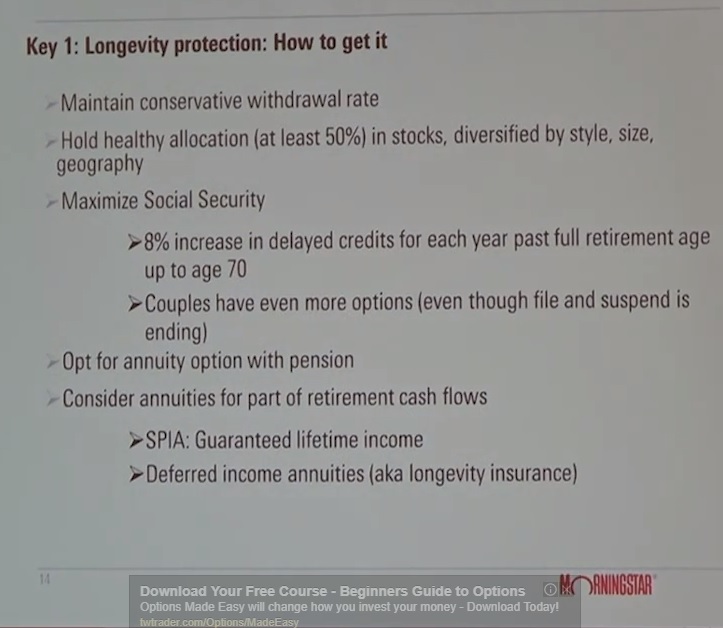 Key 1: Longevity protection: How to get it
Maintain conservative withdrawal rate
Hold healthy allocation (at least 50%) in stocks, diversified by style, size,
geography
Maximize Social Security
➢8% increase in delayed credits for each year past full retirement age
up to age 70
➢Couples have even more options (even though file and suspend is
ending)
Opt for annuity option with pension
Consider annuities for part of retirement cash flows
➢SPIA: Guaranteed lifetime income
➢Deferred income annuities (aka longevity insurance)
14
MORNINGSTAR
Download Your Free Course - Beginners Guide to Options
Options Made Easy will change how you invest your money - Download Today!
twtrader.com/Options/MadeEasy